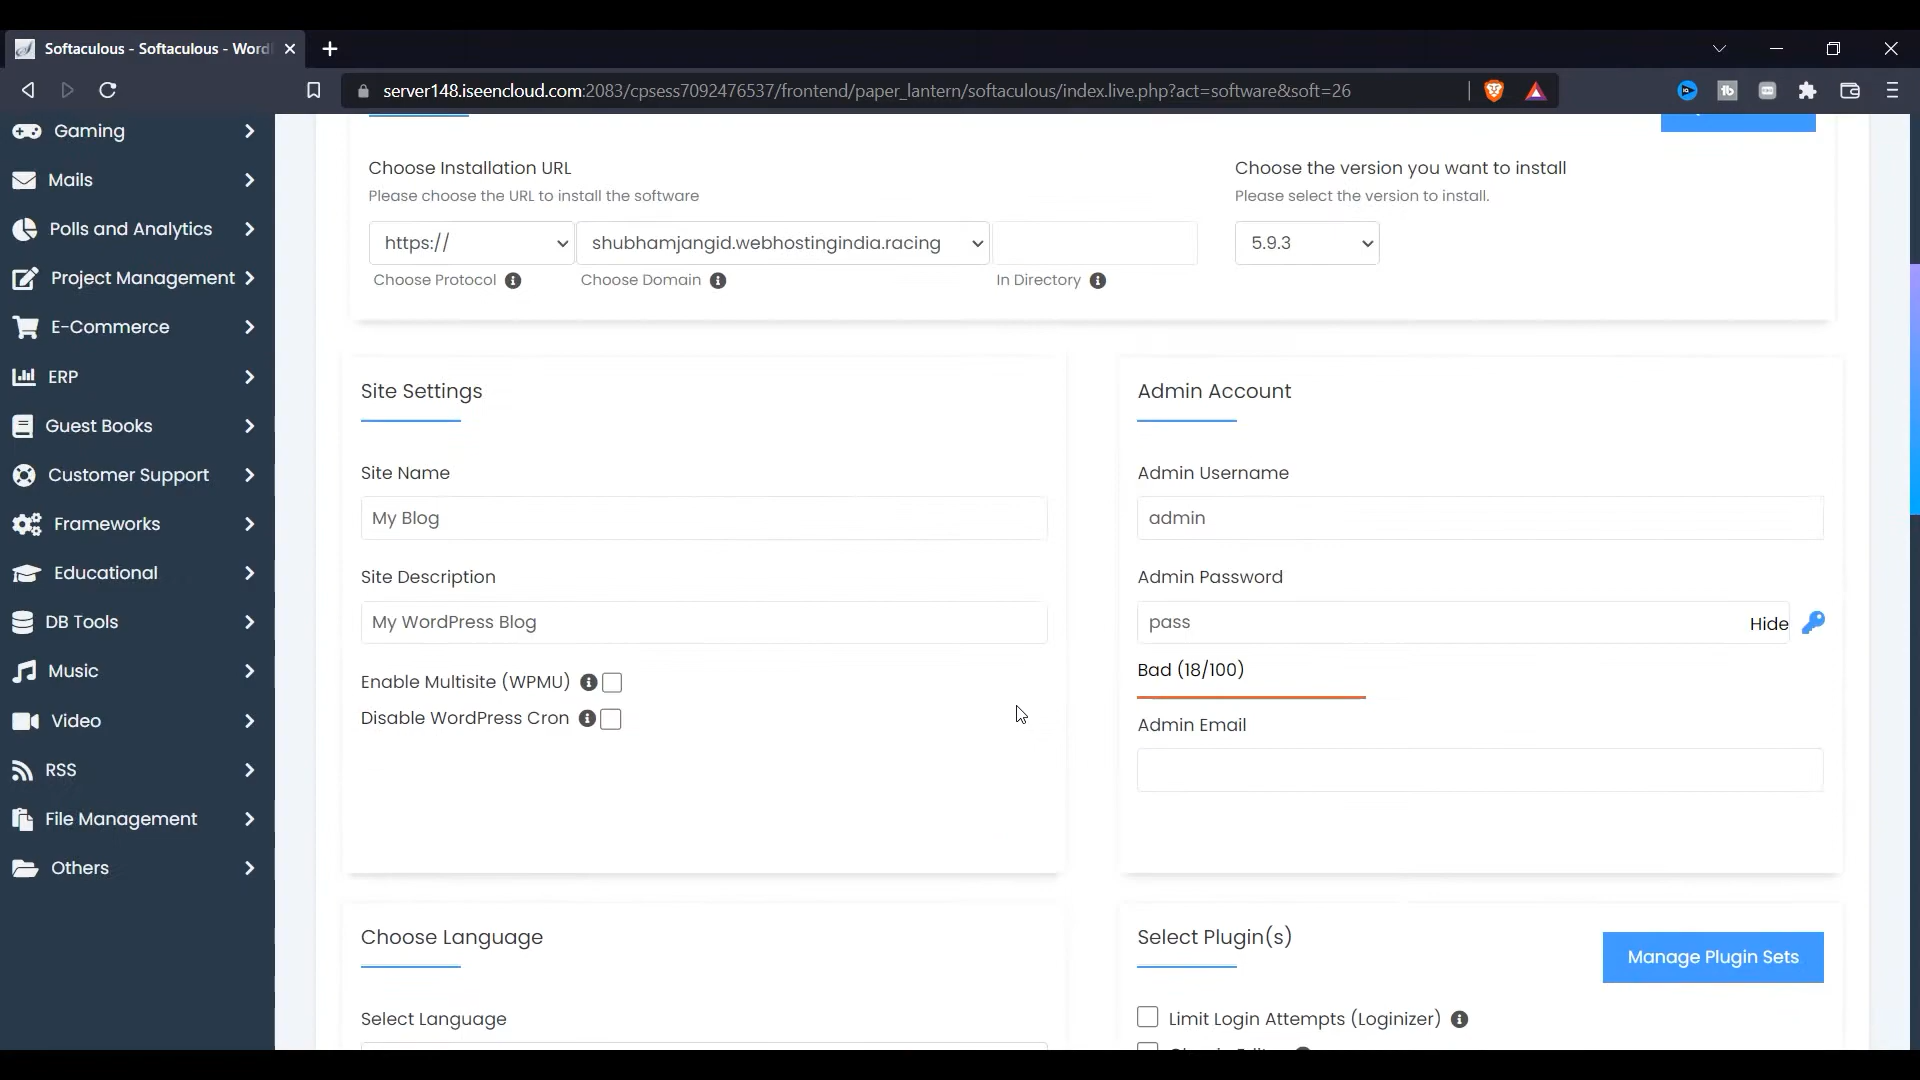 Softaculous - Softaculous - Word
server148.iseencloud.com:2083/cpsess7092476537/frontend/paper_lantern/softaculous/index.live.php?act=software&soft=26
Gaming
Mails
Polls and Analytics
Project Management
E-Commerce
ERP
Guest Books
Customer Support
Frameworks
Educational
DB Tools
Music
Video
RSS
File Management
Others
Choose Installation URL
Please choose the URL to install the software
https://
shubhamjangid.webhostingindia.racing
Choose Protocol
Choose Domain
In Directory
Choose the version you want to install
Please select the version to install.
5.9.3
Site Settings
Site Name
My Blog
Site Description
My WordPress Blog
Enable Multisite (WPMU)
Disable WordPress Cron
Admin Account
Admin Username
admin
Admin Password
pass
Hide
Bad (18/100)
Admin Email
Choose Language
Select Language
Select Plugin(s)
Manage Plugin Sets
Limit Login Attempts (Loginizer)